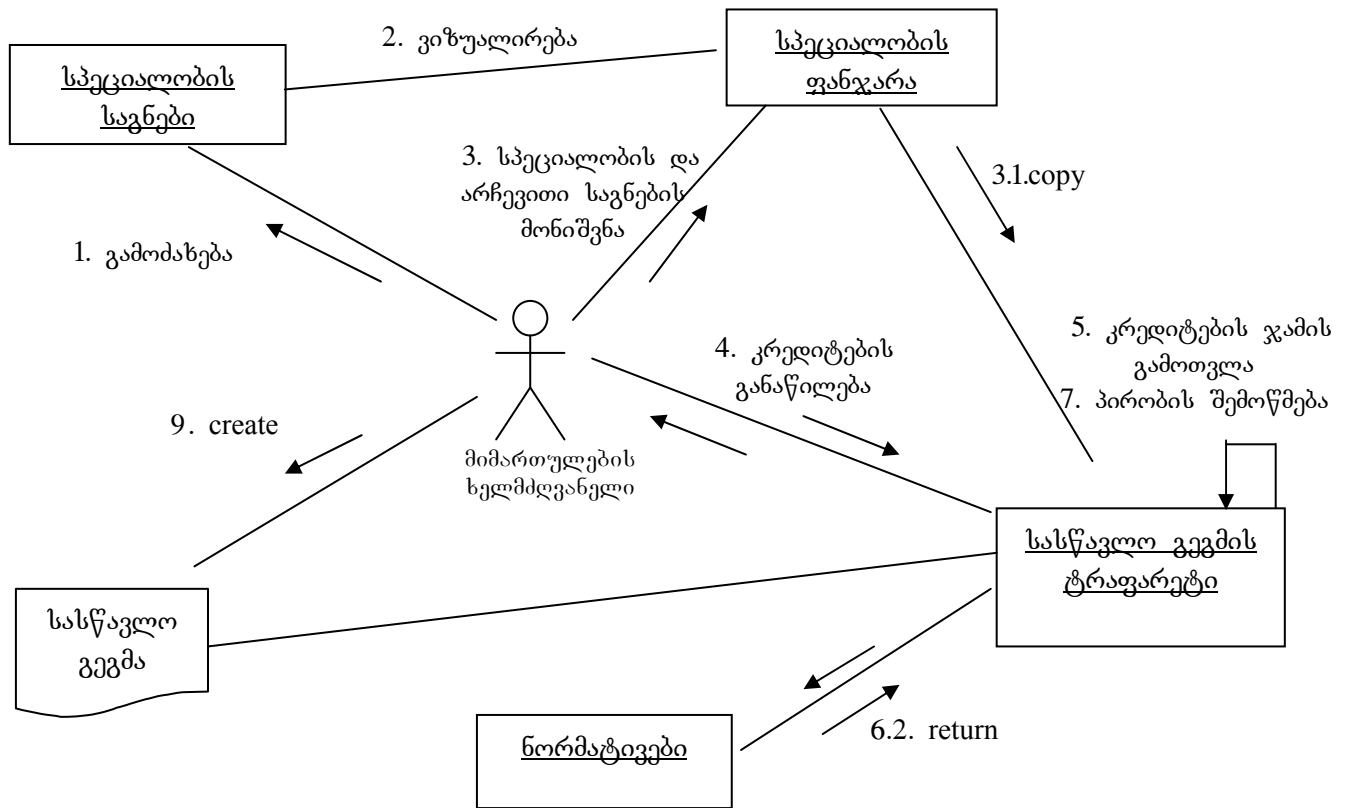 2. ვიზუალირება
სპეციალობის
საგნები
სპეციალობის
ფანჯარა
3. სპეციალობის და
არჩევითი საგნების
მონიშვნა
3.1.copy
1. გამოძახება
5. კრედიტების ჯამის
გამოთვლა
7. პირობის შემოწმება
4. კრედიტების
განაწილება
9. create
მიმართულების
ხელმძღვანელი
სასწავლო გეგმის
ტრაფარეტი
სასწავლო
გეგმა
6.2. return
ნორმატივები